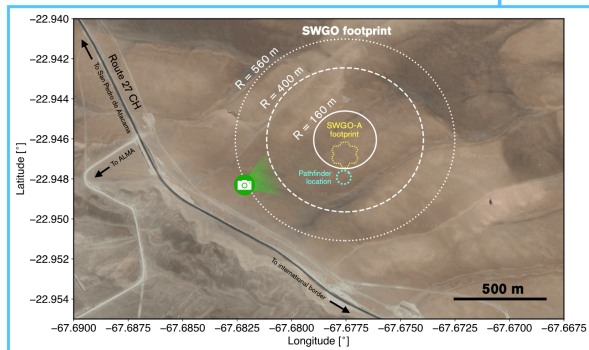 SWGO footprint
R = 560 m
R = 400 m
R = 160 m
SWGO-A
footprint
Pathfinder
location
Route 27 CH
To San Pedro de Atacama
To ALMA
To international border
500 m
Latitude [°]
−22.940
−22.942
−22.944
−22.946
−22.948
−22.950
−22.952
−22.954
−67.6900 −67.6875 −67.6850 −67.6825 −67.6800 −67.6775 −67.6750 −67.6725 −67.6700 −67.6675
Longitude [°]